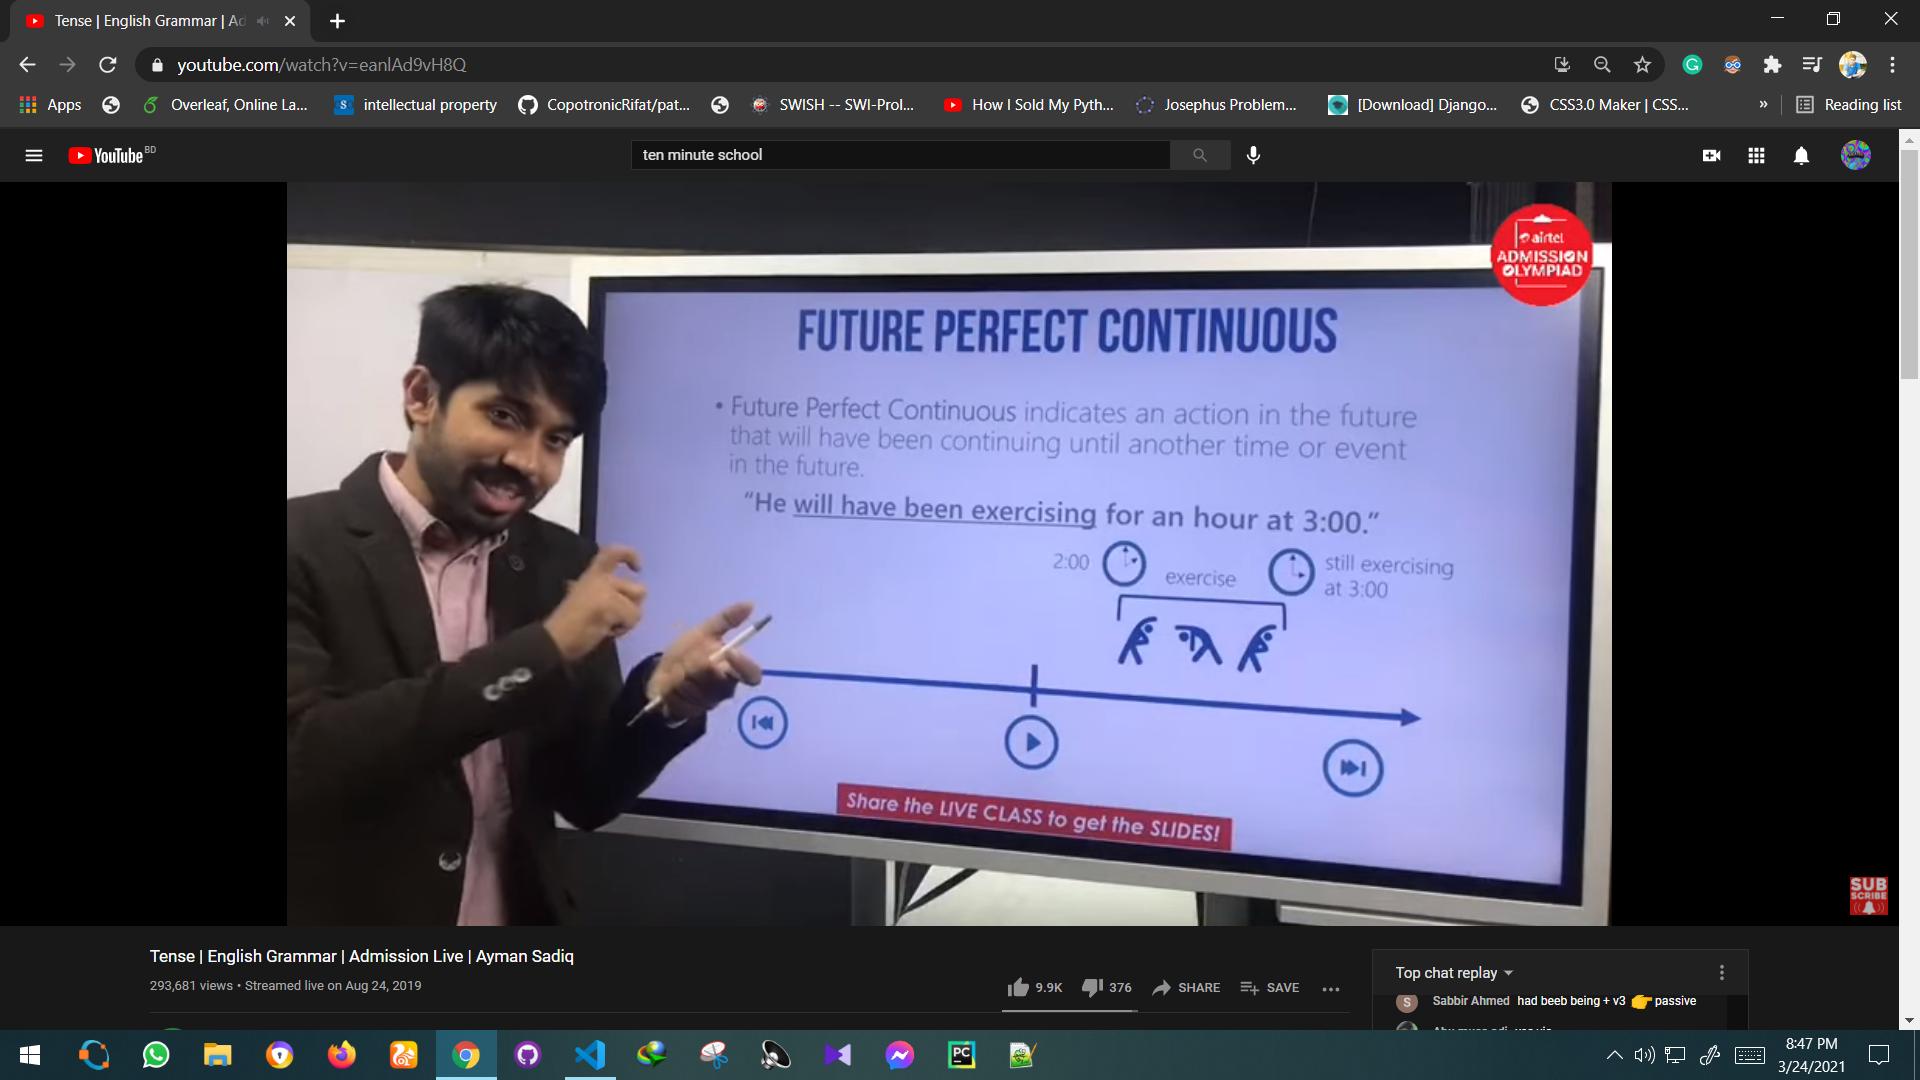 Tense | English Grammar | Ad
youtube.com/watch?v=eanlAd9vH8Q
Apps
Overleaf, Online La...
intellectual property
CopotronicRifat/pat...
SWISH -- SWI-Prol...
How I Sold My Pyth...
Josephus Problem...
[Download] Django...
CSS3.0 Maker | CSS...
»
Reading list
YouTube BD
ten minute school
airtel
ADMISSION
OLYMPIAD
FUTURE PERFECT CONTINUOUS
• Future Perfect Continuous indicates an action in the future
that will have been continuing until another time or event
in the future.
“He will have been exercising for an hour at 3:00.”
2:00
exercise
still exercising
at 3:00
Share the LIVE CLASS to get the SLIDES!
SUB
SCRIBE
Tense | English Grammar | Admission Live | Ayman Sadiq
293,681 views • Streamed live on Aug 24, 2019
9.9K
376
SHARE
SAVE
Top chat replay
S
Sabbir Ahmed had beeb being + v3 👉 passive
PC
8:47 PM
3/24/2021